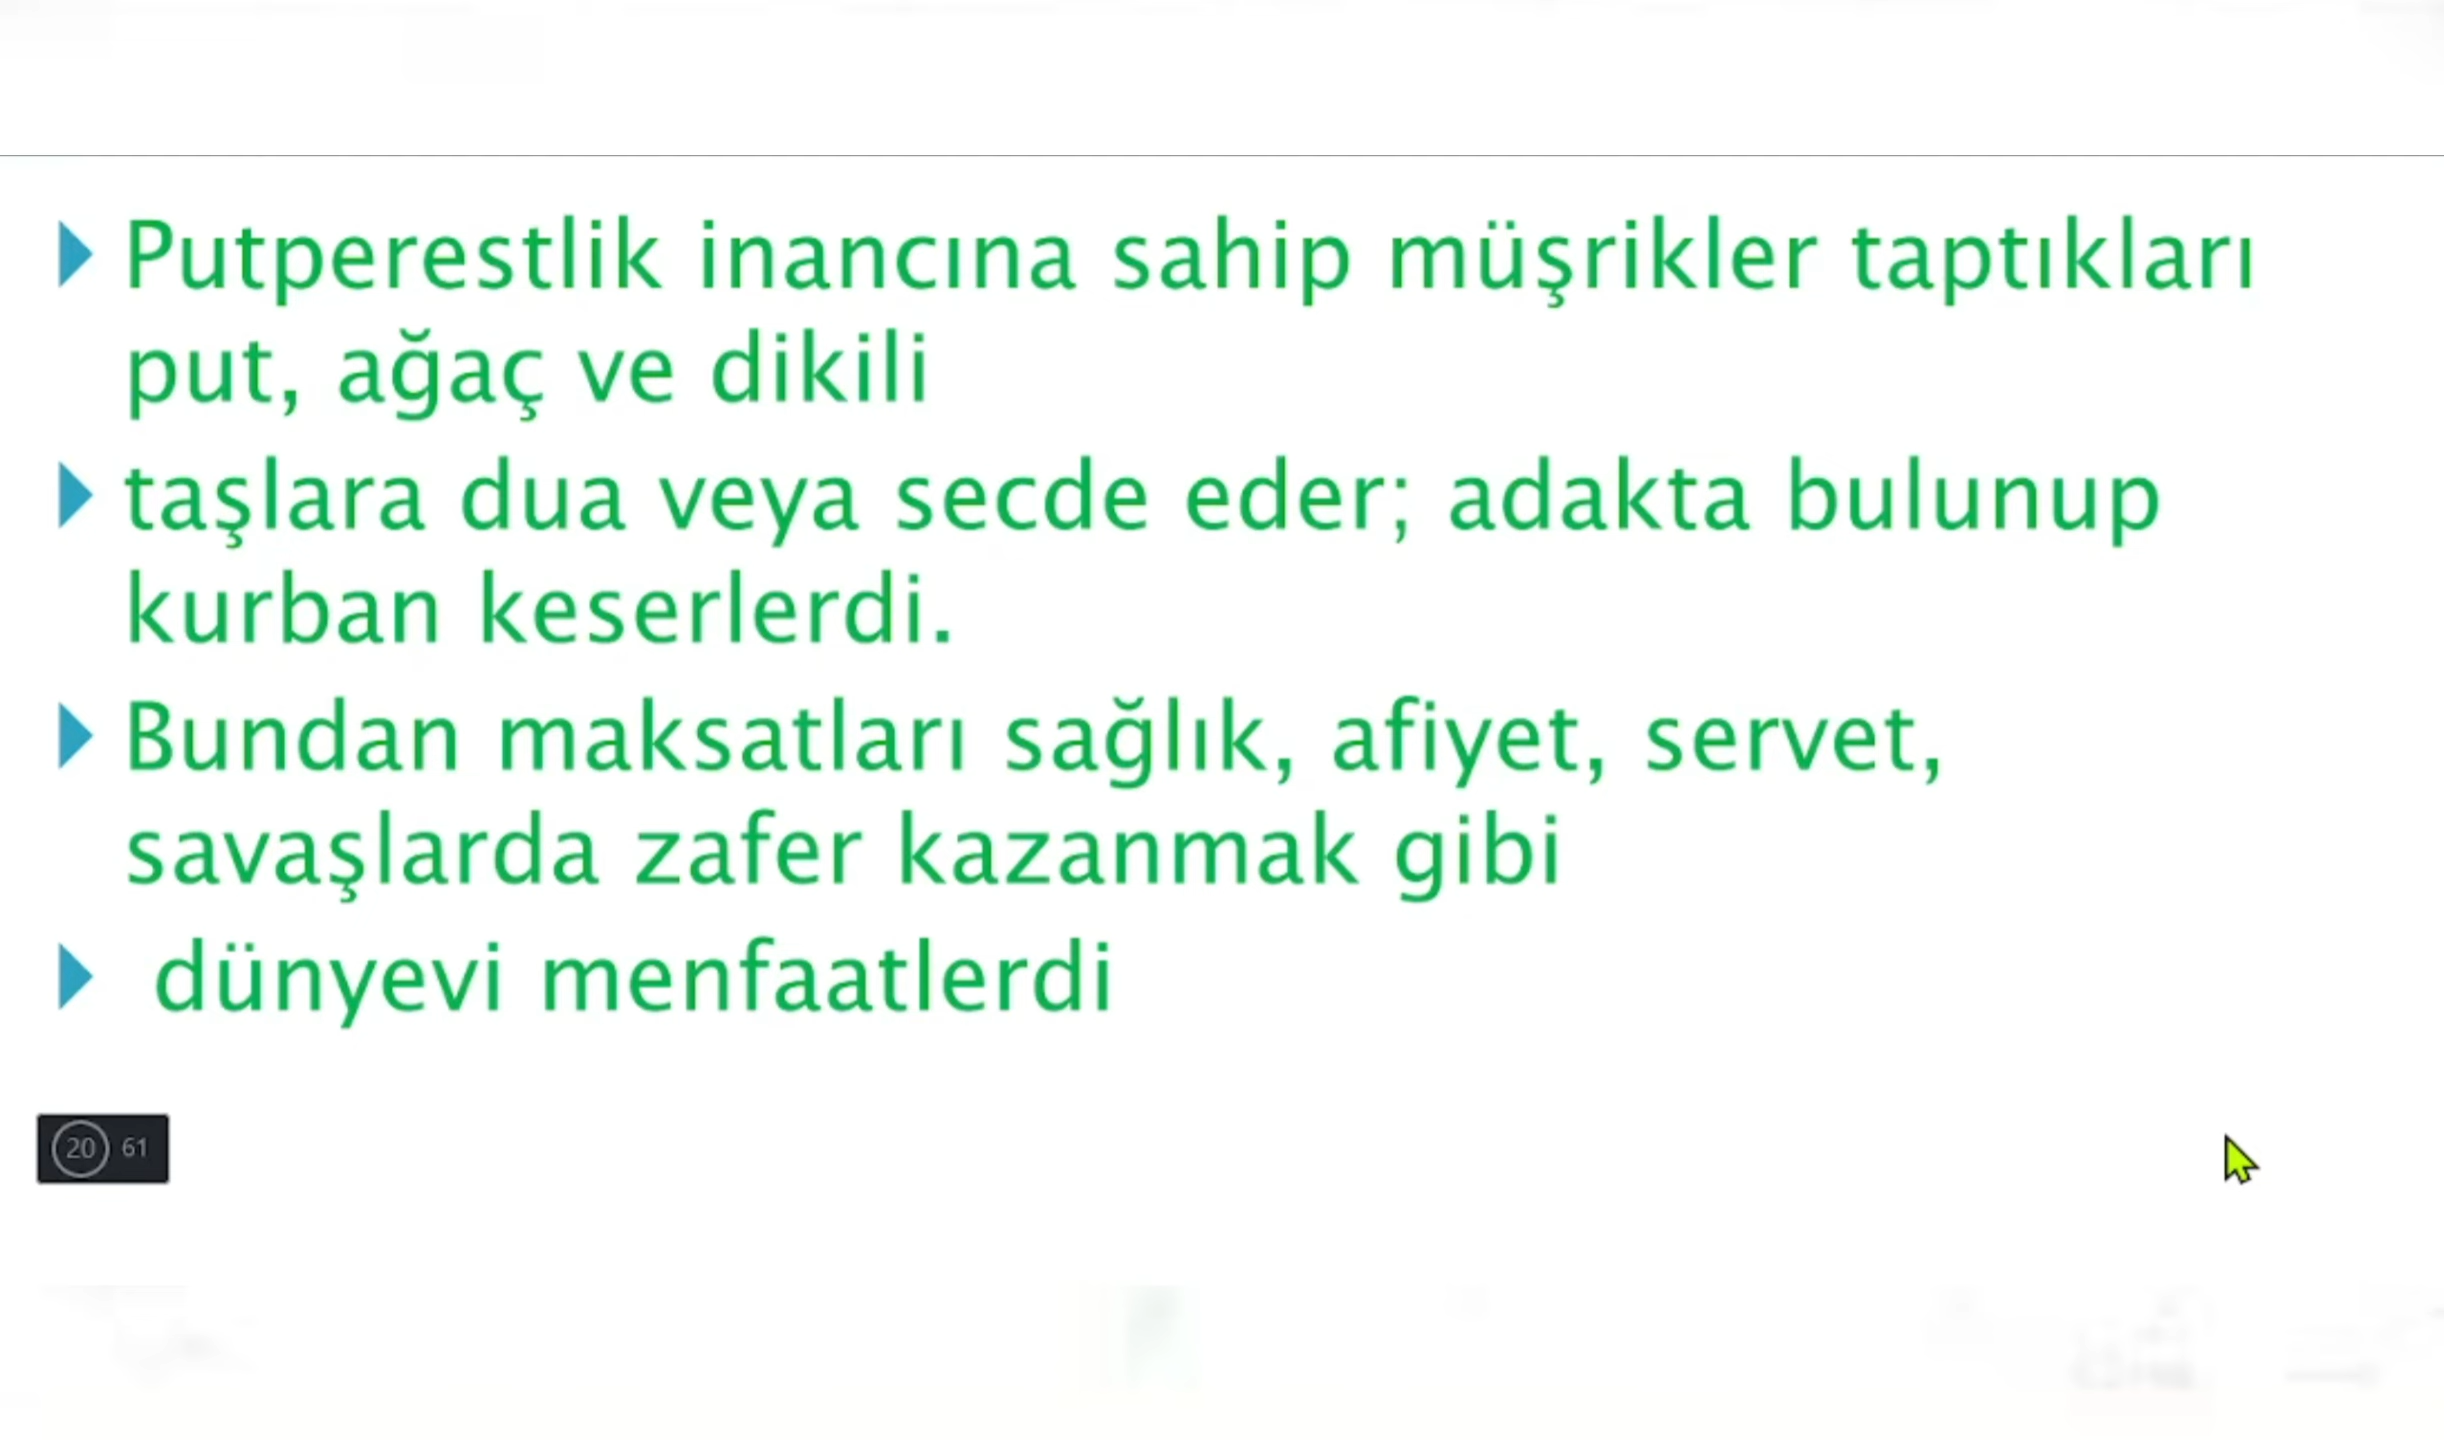 Putperestlik inancına sahip müşrikler taptıkları
put, ağaç ve dikili
taşlara dua veya secde eder; adakta bulunup
kurban keserlerdi.
Bundan maksatları sağlık, afiyet, servet,
savaşlarda zafer kazanmak gibi
dünyevi menfaatlerdi
20 61